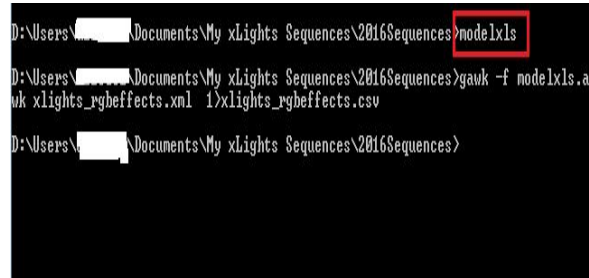 D:\Users\ \Documents\My xLights Sequences\2016Sequences>modelxls
D:\Users\ \Documents\My xLights Sequences\2016Sequences>gawk -f modelxls.a
wk xlights_rgbeffects.xml 1>xlights_rgbeffects.csv
D:\Users\ \Documents\My xLights Sequences\2016Sequences>